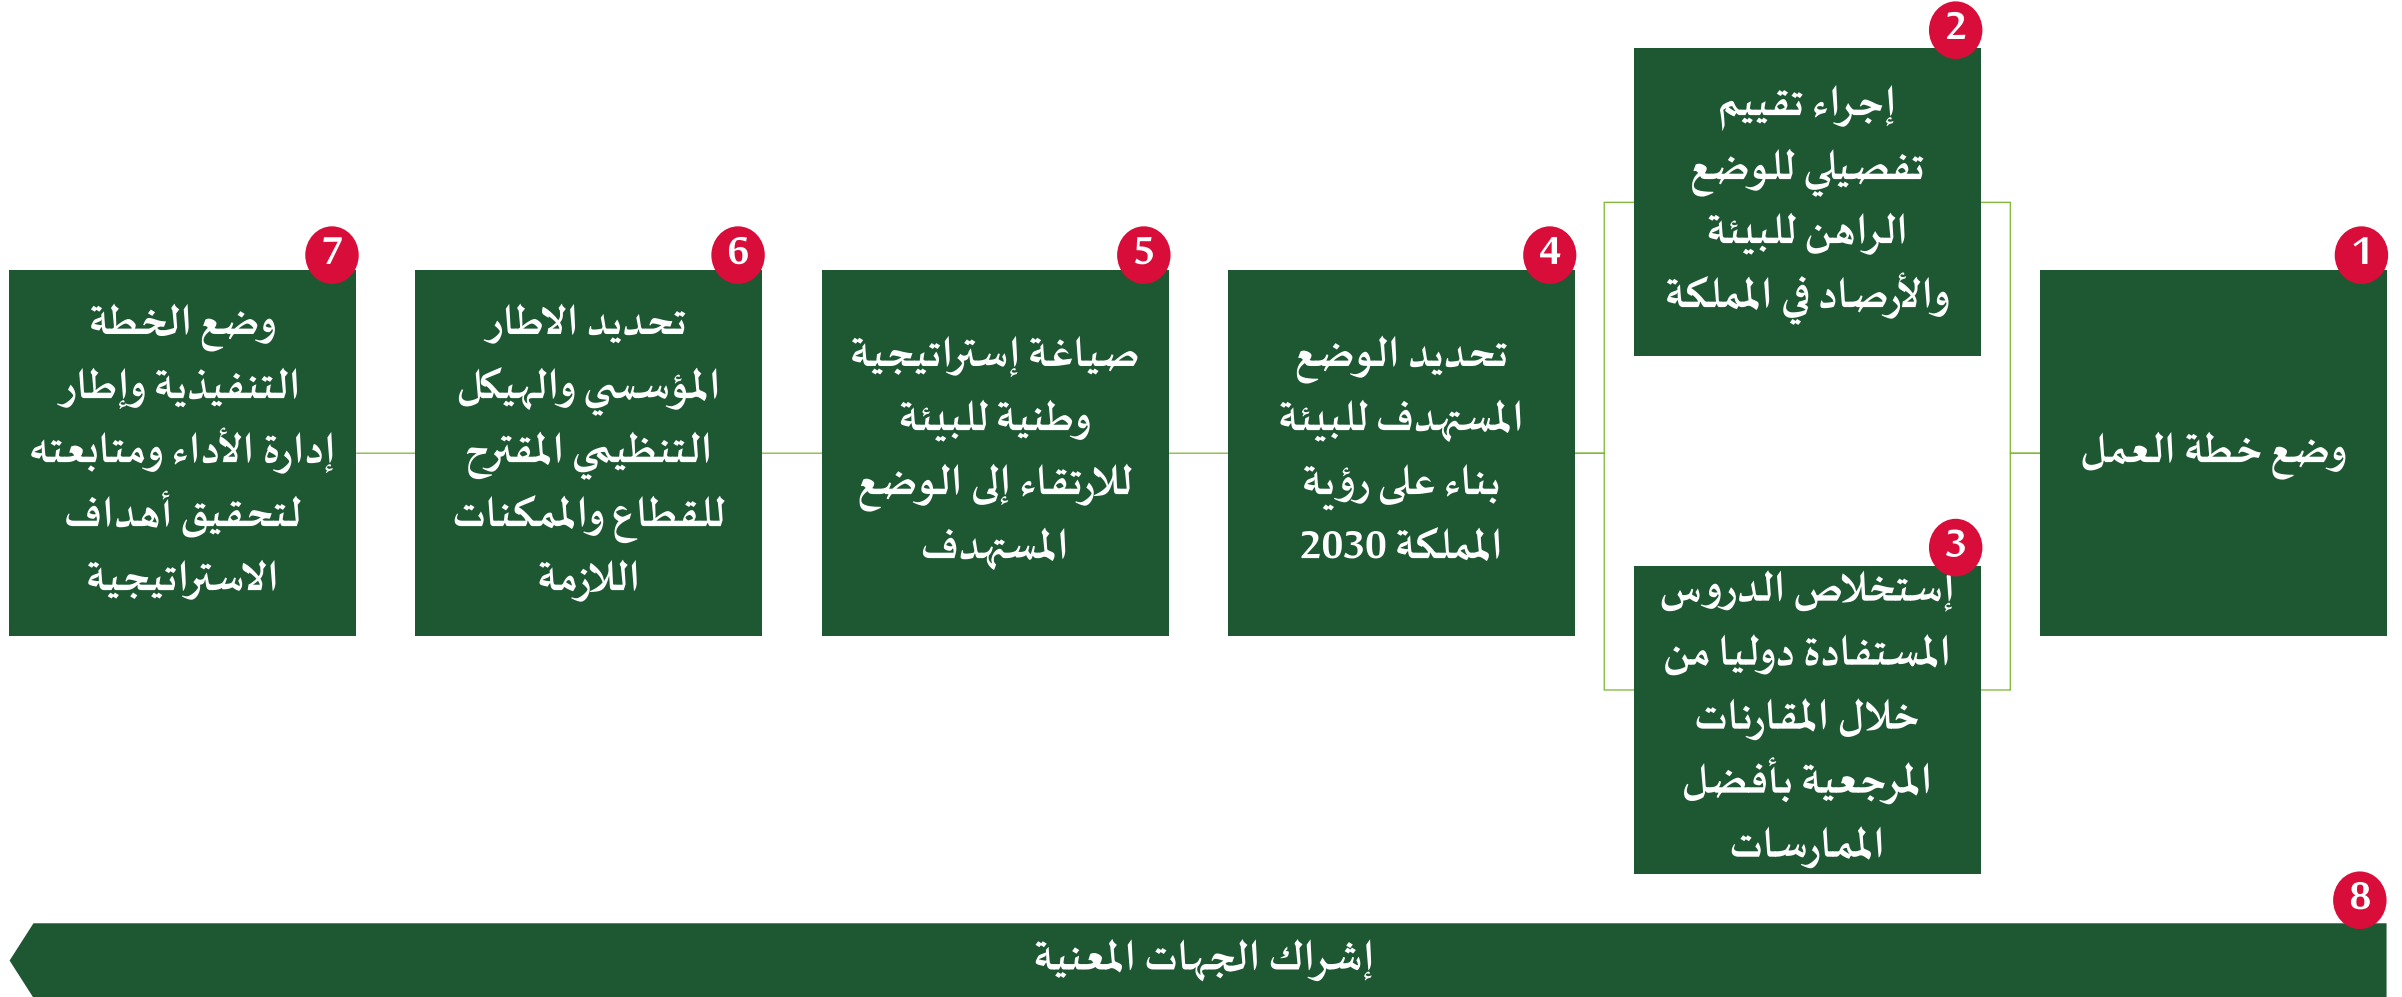 1
وضع خطة العمل
2
إجراء تقييم
تفصيلي للوضع
الراهن للبيئة
والأرصاد في المملكة
3
إستخلاص الدروس
المستفادة دوليا من
خلال المقارنات
المرجعية بأفضل
الممارسات
4
تحديد الوضع
المستهدف للبيئة
بناء على رؤية
المملكة 2030
5
صياغة إستراتيجية
وطنية للبيئة
للارتقاء إلى الوضع
المستهدف
6
تحديد الاطار
المؤسسي والهيكل
التنظيمي المقترح
للقطاع والممكنات
اللازمة
7
وضع الخطة
التنفيذية وإطار
إدارة الأداء ومتابعته
لتحقيق أهداف
الاستراتيجية
8
إشراك الجهات المعنية